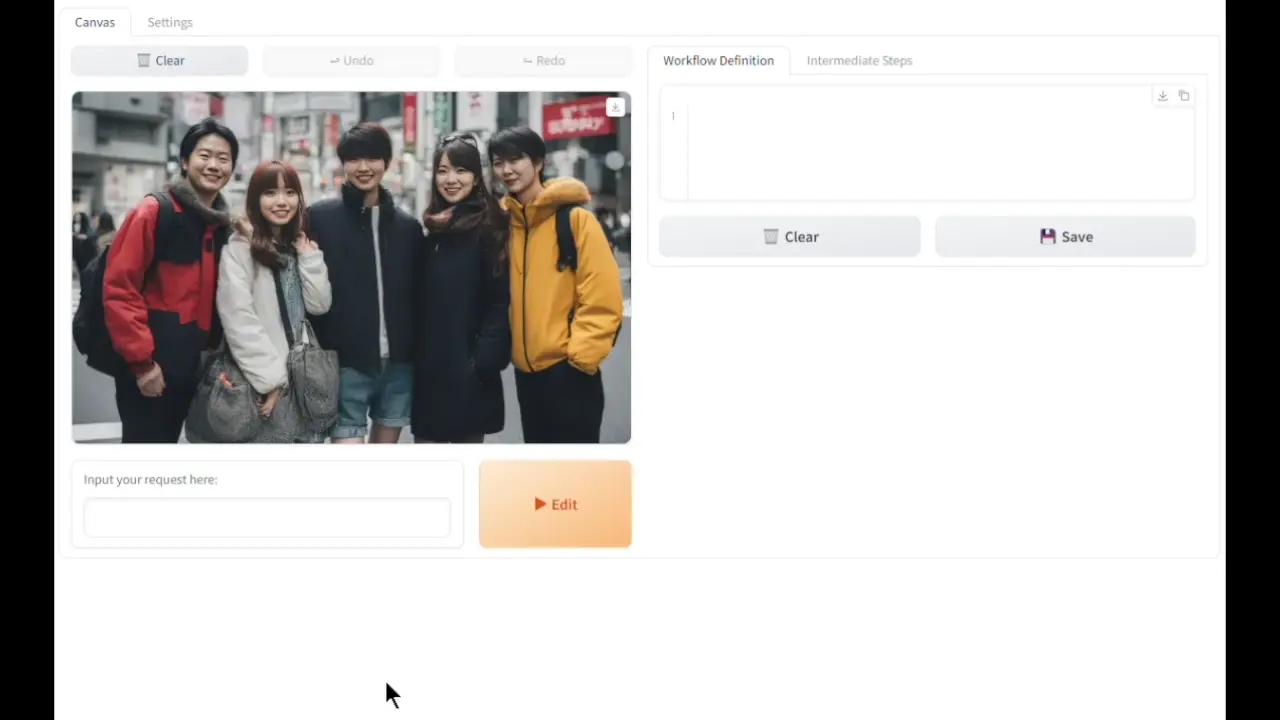 Canvas
Settings
Clear
Undo
Redo
Workflow Definition
Intermediate Steps
1
Clear
Save
Input your request here:
Edit